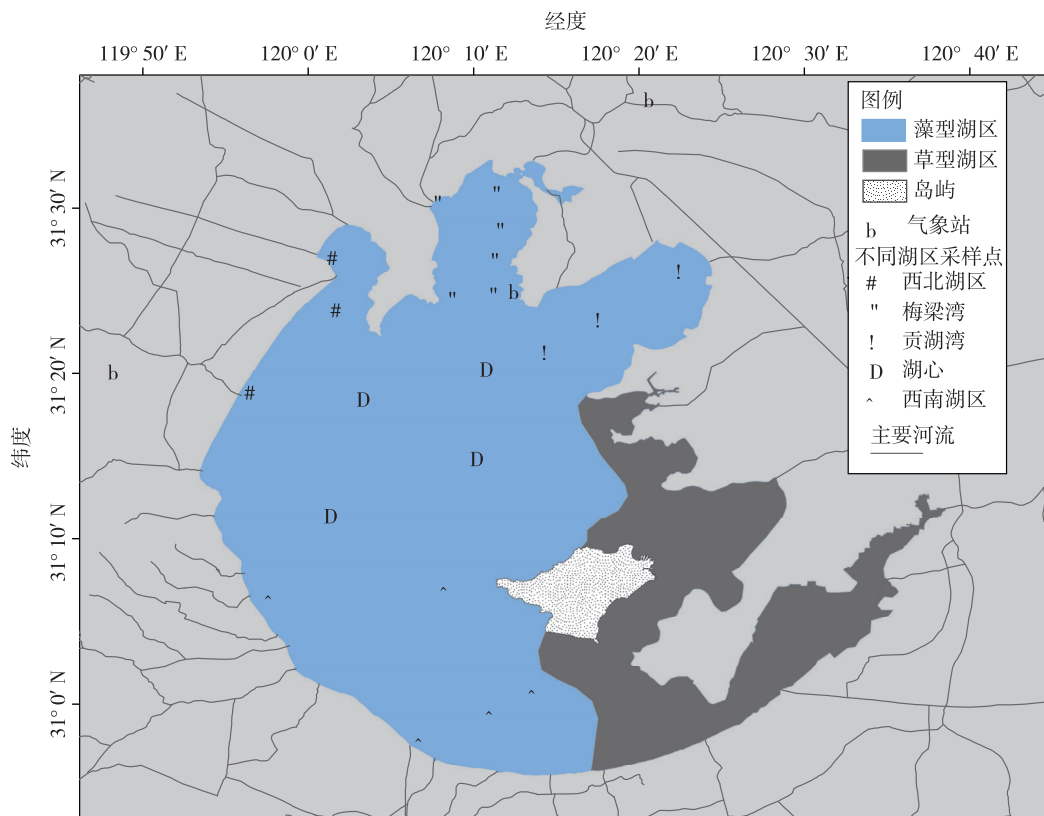 经度
119° 50′ E 120° 0′ E 120° 10′ E 120° 20′ E 120° 30′ E 120° 40′ E
纬度
31° 30′ N
31° 20′ N
31° 10′ N
31° 0′ N
b
"
"
"
"
"
"
b
#
#
#
!
!
!
b
D
D
D
D
^
^
^
^
^
图例
藻型湖区
草型湖区
岛屿
b 气象站
不同湖区采样点
# 西北湖区
" 梅梁湾
! 贡湖湾
D 湖心
^ 西南湖区
主要河流